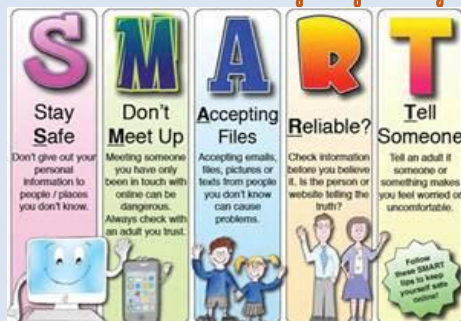 S
Stay
Safe
Don't give out your
personal
information to
people / places
you don't know.
M
Don't
Meet Up
Meeting someone
you have only
been in touch with
online can be
dangerous.
Always check with
an adult you trust.
A
Accepting
Files
Accepting emails,
files, pictures or
texts from people
you don't know
can cause
problems.
R
Reliable?
Check information
before you believe
it. Is the person or
website telling the
truth?
T
Tell
Someone
Tell an adult if
someone or
something makes
you feel worried or
uncomfortable.
Follow
these SMART
tips to keep
yourself safe
online!